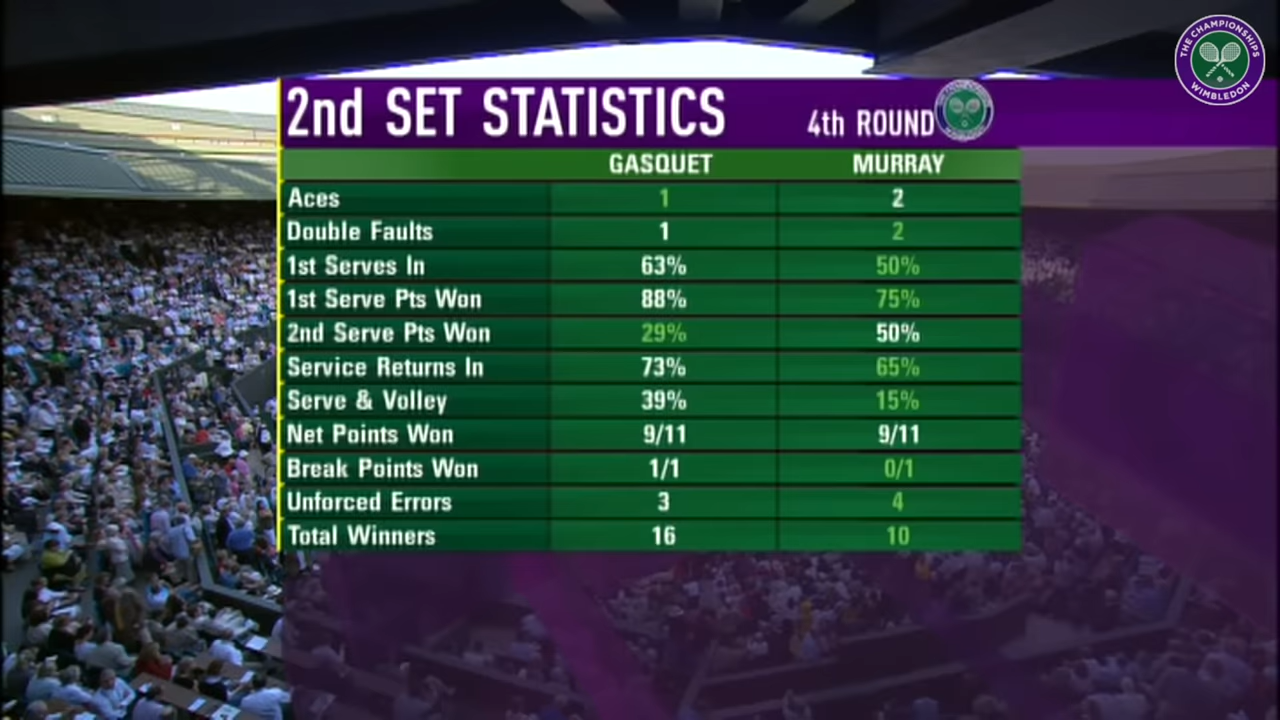 THE CHAMPIONSHIPS
WIMBLEDON
2nd SET STATISTICS 4th ROUND
GASQUET MURRAY
Aces 1 2
Double Faults 1 2
1st Serves In 63% 50%
1st Serve Pts Won 88% 75%
2nd Serve Pts Won 29% 50%
Service Returns In 73% 65%
Serve & Volley 39% 15%
Net Points Won 9/11 9/11
Break Points Won 1/1 0/1
Unforced Errors 3 4
Total Winners 16 10